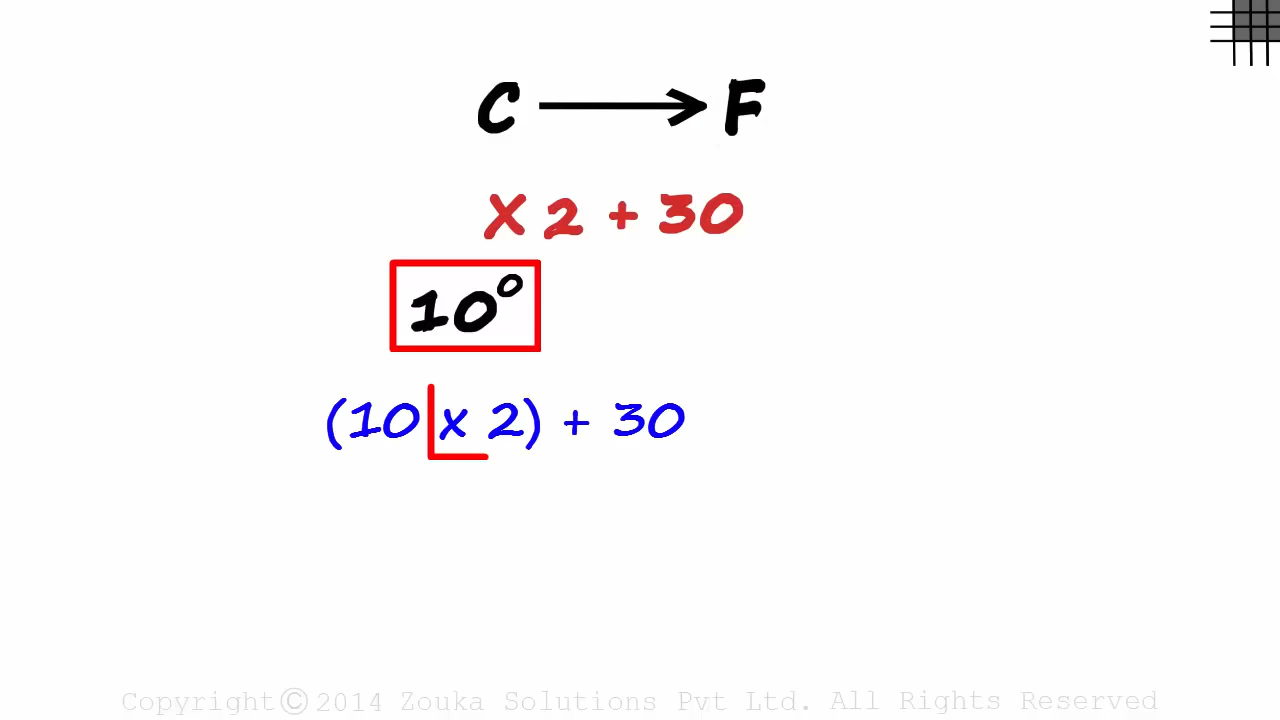 C → F
X 2 + 30
10°
(10 x 2) + 30
Copyright© 2014 Zouka Solutions Pvt Ltd. All Rights Reserved